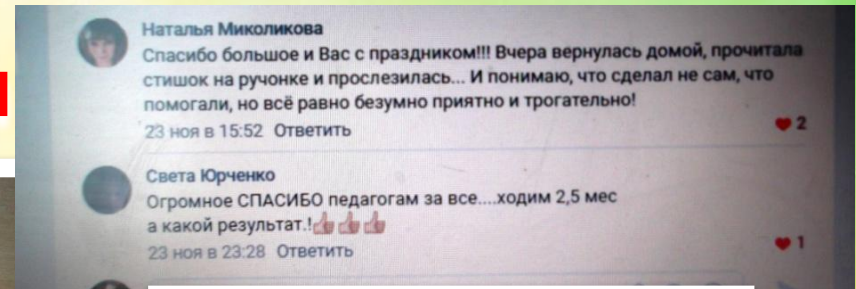 Наталья Миколикова
Спасибо большое и Вас с праздником!!! Вчера вернулась домой, прочитала
стишок на ручонке и прослезилась... И понимаю, что сделал не сам, что
помогали, но всё равно безумно приятно и трогательно!
23 ноя в 15:52 Ответить
2
Света Юрченко
Огромное СПАСИБО педагогам за все....ходим 2,5 мес
а какой результат.!👍👍👍
23 ноя в 23:28 Ответить
1